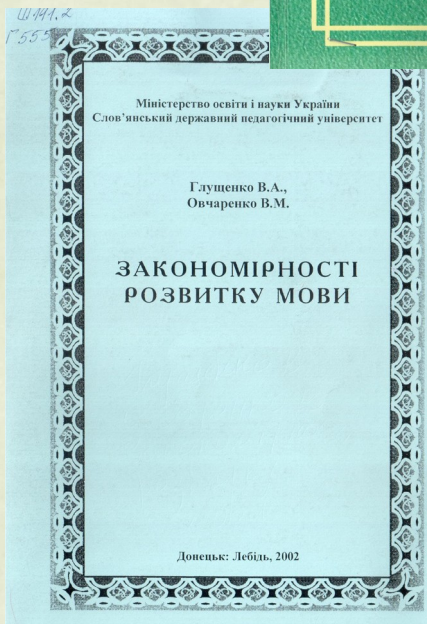 Ш141.2
Г555
Міністерство освіти і науки України
Слов’янський державний педагогічний університет
Глущенко В.А.,
Овчаренко В.М.
ЗАКОНОМІРНОСТІ
РОЗВИТКУ МОВИ
Донецьк: Лебідь, 2002